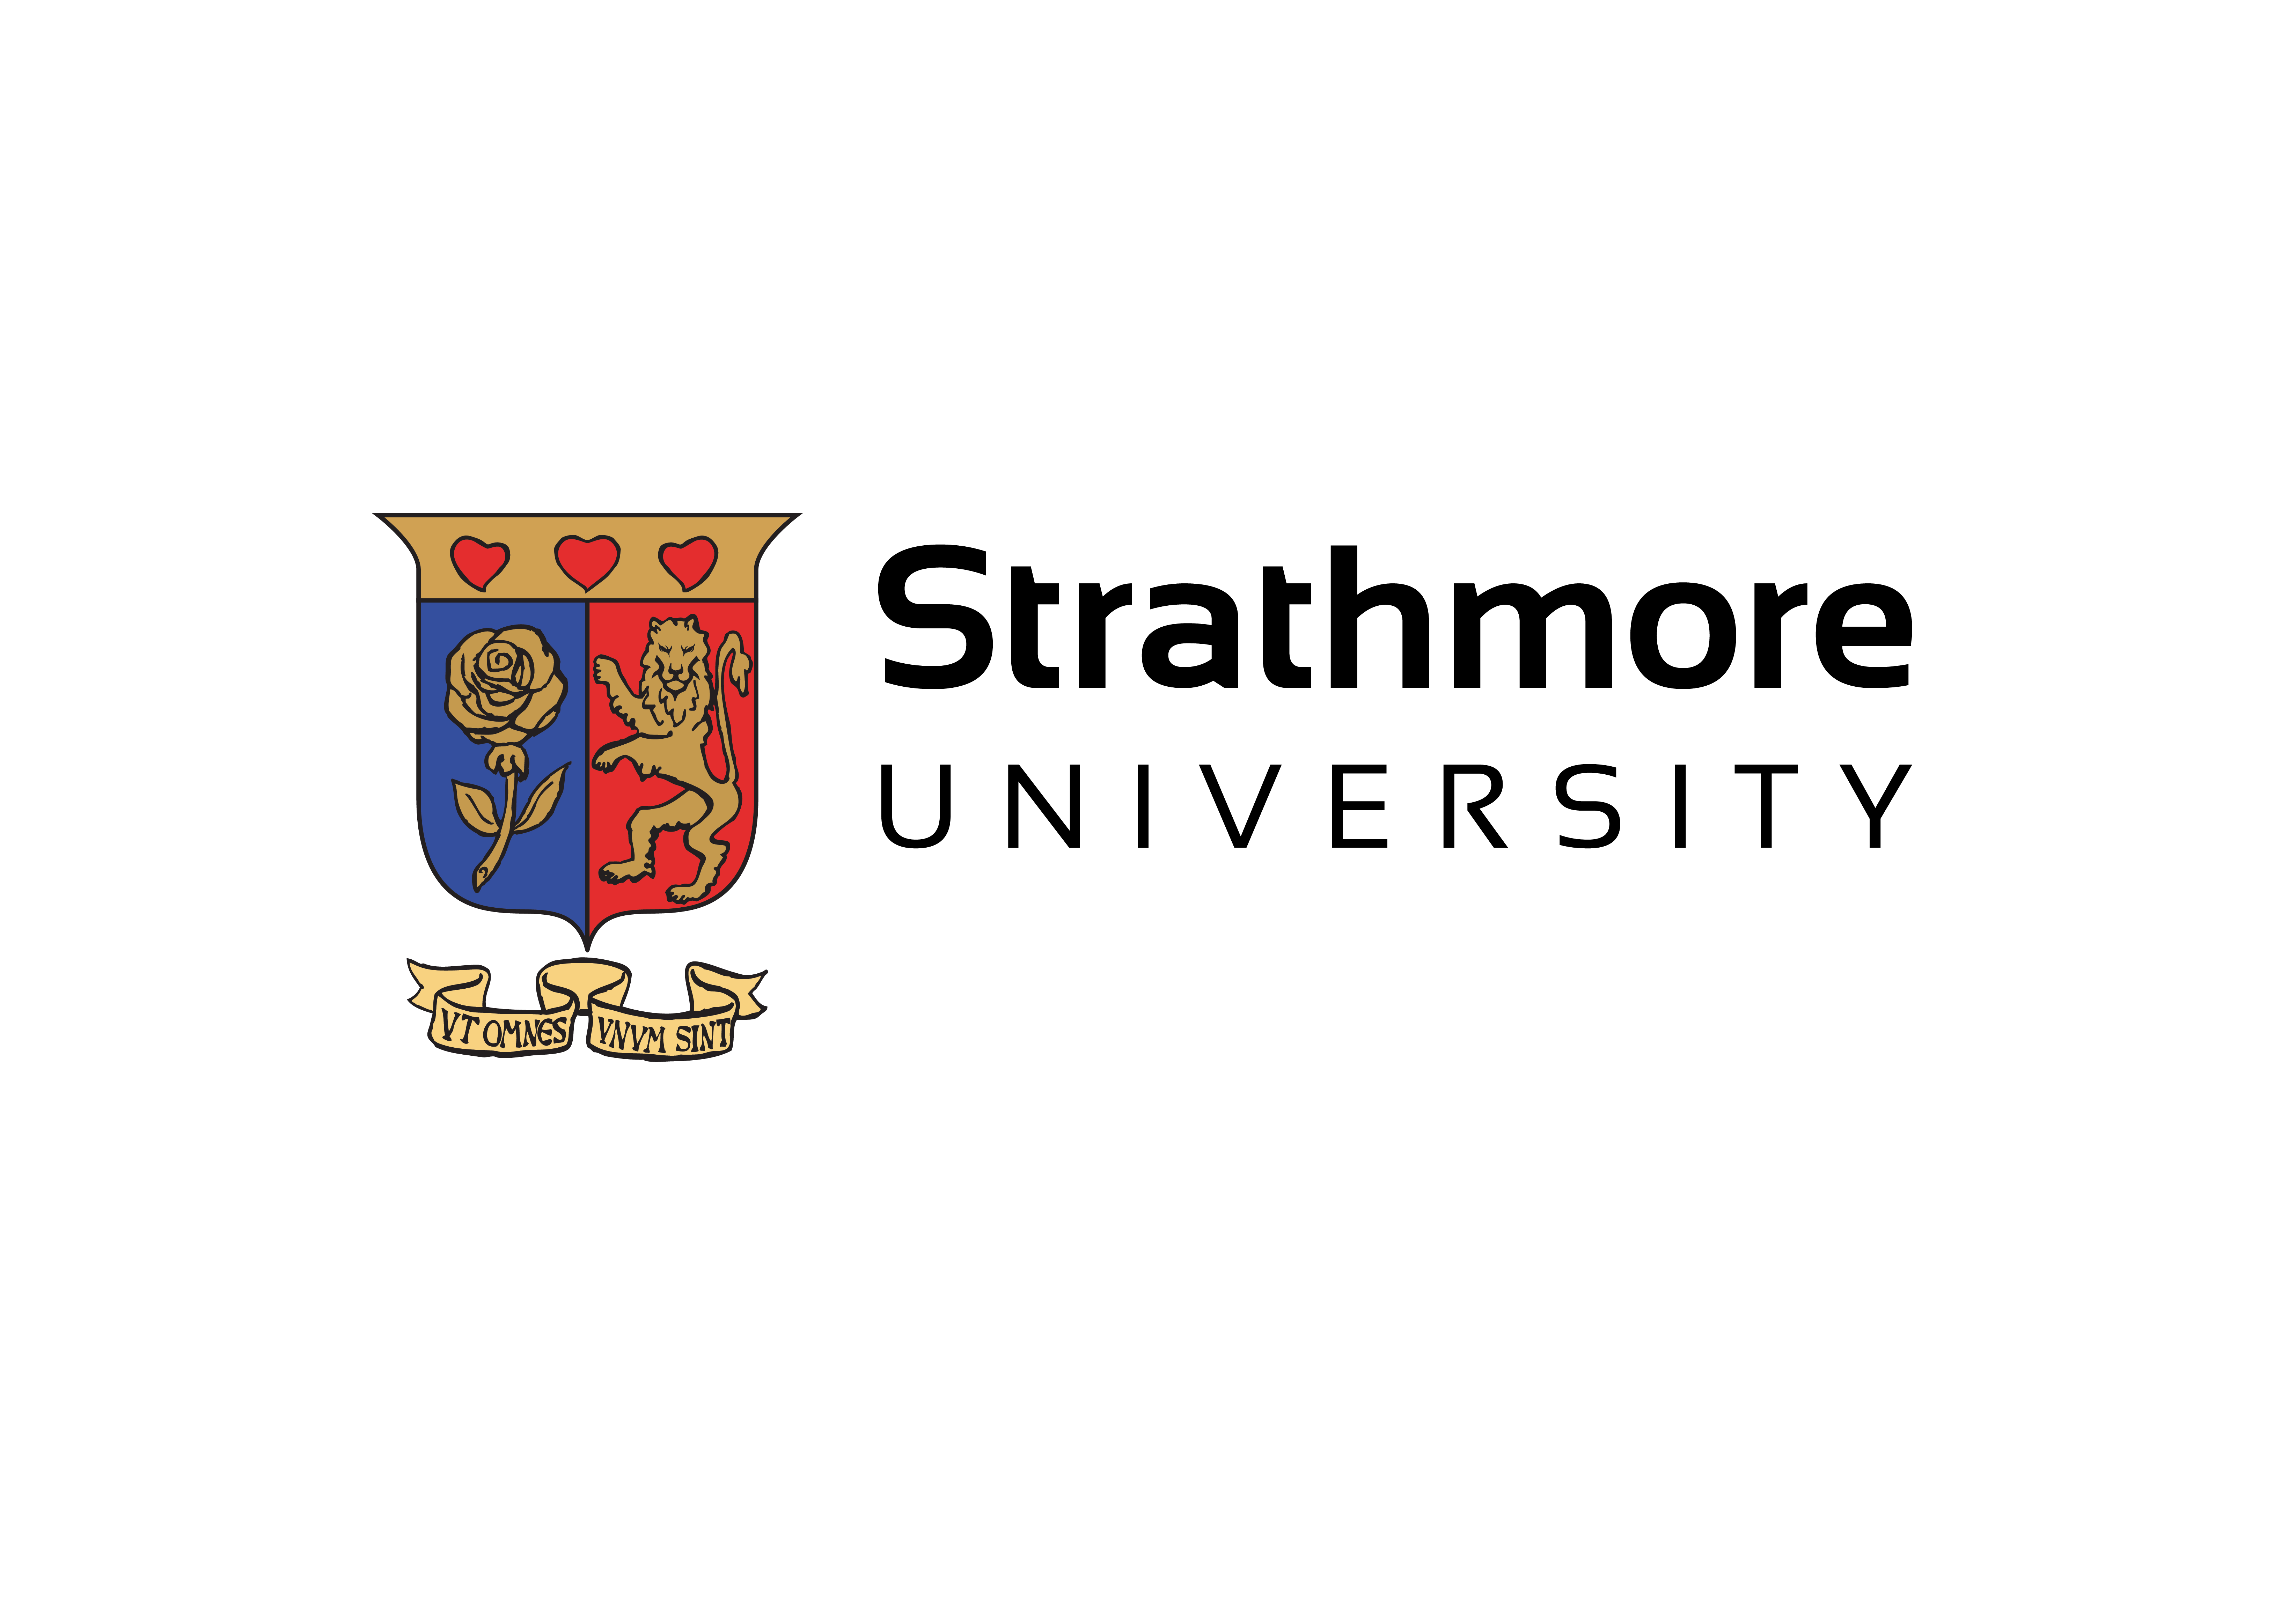 Strathmore
UNIVERSITY
VT OMNES VNVM SINT